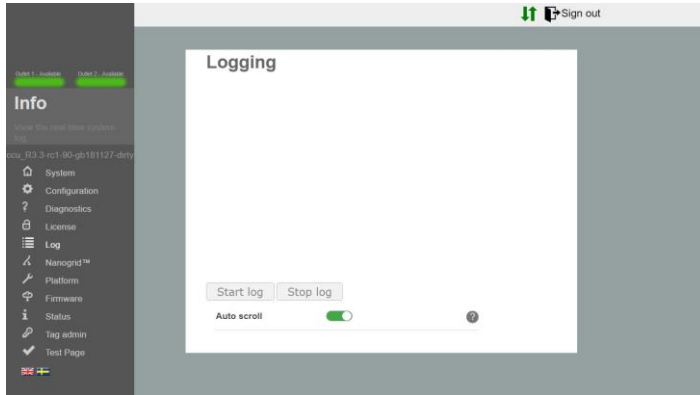 Sign out
Outlet 1 - Available Outlet 2 - Available
Logging
Info
View the real time system
log
ccu_R3.3-rc1-90-gb181127-dirty
System
Configuration
Diagnostics
License
Log
Nanogrid™
Platform
Firmware
Status
Tag admin
Test Page
Start log Stop log
Auto scroll
?